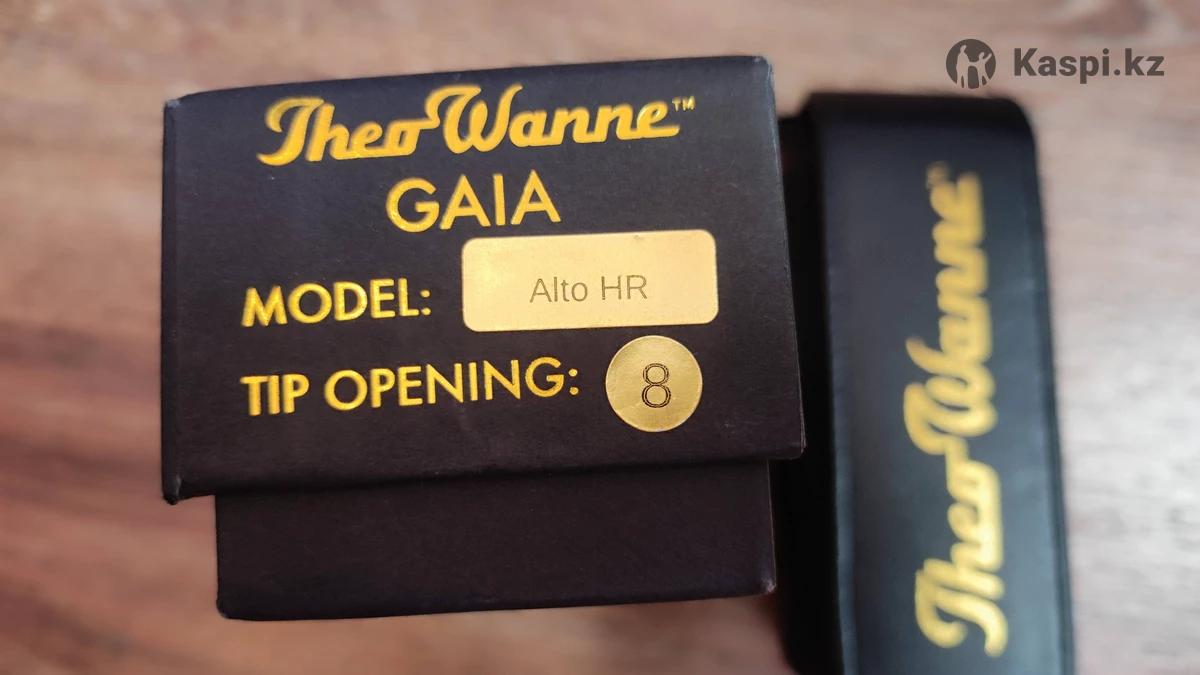 Kaspi.kz
Theo Wanne™
GAIA
MODEL: Alto HR
TIP OPENING: 8
Theo Wanne™